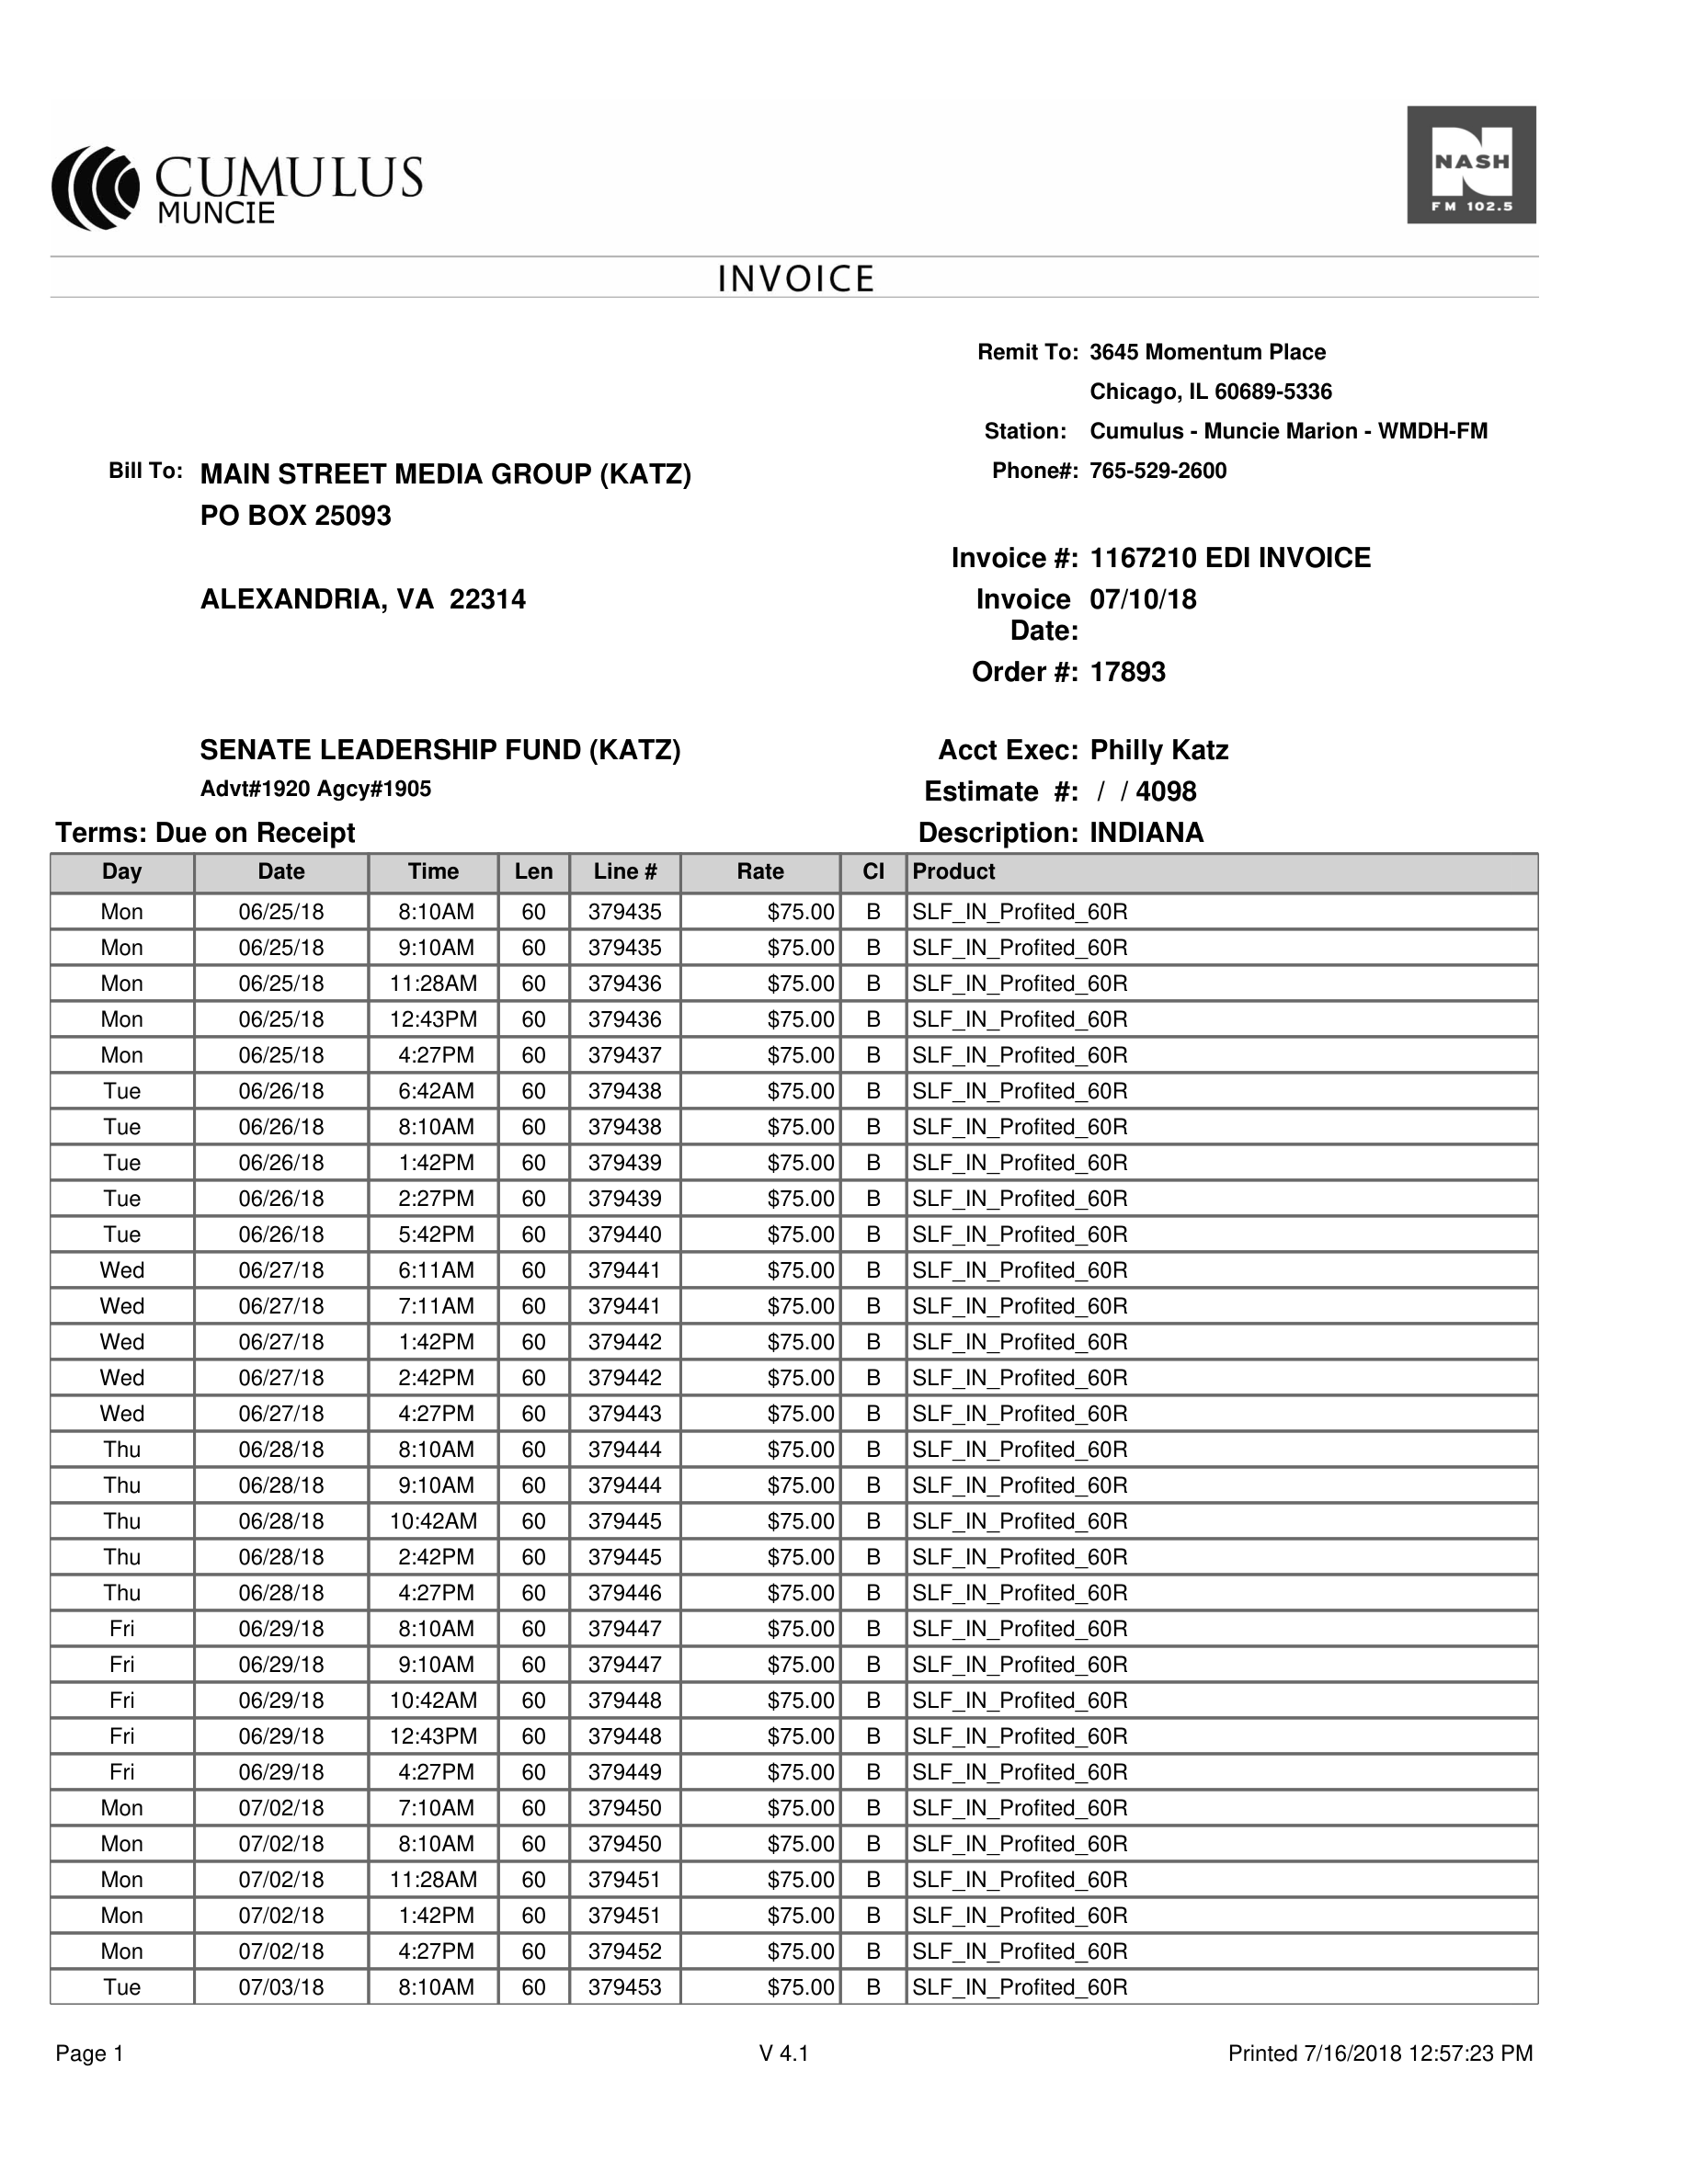 CUMULUS
MUNCIE
NASH
FM 102.5
INVOICE
Remit To: 3645 Momentum Place
Chicago, IL 60689-5336
Station: Cumulus - Muncie Marion - WMDH-FM
Bill To: MAIN STREET MEDIA GROUP (KATZ) Phone#: 765-529-2600
PO BOX 25093
Invoice #: 1167210 EDI INVOICE
ALEXANDRIA, VA 22314 Invoice 07/10/18
Date:
Order #: 17893
SENATE LEADERSHIP FUND (KATZ) Acct Exec: Philly Katz
Advt#1920 Agcy#1905 Estimate #: / / 4098
Terms: Due on Receipt Description: INDIANA
Day Date Time Len Line # Rate Cl Product
Mon 06/25/18 8:10AM 60 379435 $75.00 B SLF_IN_Profited_60R
Mon 06/25/18 9:10AM 60 379435 $75.00 B SLF_IN_Profited_60R
Mon 06/25/18 11:28AM 60 379436 $75.00 B SLF_IN_Profited_60R
Mon 06/25/18 12:43PM 60 379436 $75.00 B SLF_IN_Profited_60R
Mon 06/25/18 4:27PM 60 379437 $75.00 B SLF_IN_Profited_60R
Tue 06/26/18 6:42AM 60 379438 $75.00 B SLF_IN_Profited_60R
Tue 06/26/18 8:10AM 60 379438 $75.00 B SLF_IN_Profited_60R
Tue 06/26/18 1:42PM 60 379439 $75.00 B SLF_IN_Profited_60R
Tue 06/26/18 2:27PM 60 379439 $75.00 B SLF_IN_Profited_60R
Tue 06/26/18 5:42PM 60 379440 $75.00 B SLF_IN_Profited_60R
Wed 06/27/18 6:11AM 60 379441 $75.00 B SLF_IN_Profited_60R
Wed 06/27/18 7:11AM 60 379441 $75.00 B SLF_IN_Profited_60R
Wed 06/27/18 1:42PM 60 379442 $75.00 B SLF_IN_Profited_60R
Wed 06/27/18 2:42PM 60 379442 $75.00 B SLF_IN_Profited_60R
Wed 06/27/18 4:27PM 60 379443 $75.00 B SLF_IN_Profited_60R
Thu 06/28/18 8:10AM 60 379444 $75.00 B SLF_IN_Profited_60R
Thu 06/28/18 9:10AM 60 379444 $75.00 B SLF_IN_Profited_60R
Thu 06/28/18 10:42AM 60 379445 $75.00 B SLF_IN_Profited_60R
Thu 06/28/18 2:42PM 60 379445 $75.00 B SLF_IN_Profited_60R
Thu 06/28/18 4:27PM 60 379446 $75.00 B SLF_IN_Profited_60R
Fri 06/29/18 8:10AM 60 379447 $75.00 B SLF_IN_Profited_60R
Fri 06/29/18 9:10AM 60 379447 $75.00 B SLF_IN_Profited_60R
Fri 06/29/18 10:42AM 60 379448 $75.00 B SLF_IN_Profited_60R
Fri 06/29/18 12:43PM 60 379448 $75.00 B SLF_IN_Profited_60R
Fri 06/29/18 4:27PM 60 379449 $75.00 B SLF_IN_Profited_60R
Mon 07/02/18 7:10AM 60 379450 $75.00 B SLF_IN_Profited_60R
Mon 07/02/18 8:10AM 60 379450 $75.00 B SLF_IN_Profited_60R
Mon 07/02/18 11:28AM 60 379451 $75.00 B SLF_IN_Profited_60R
Mon 07/02/18 1:42PM 60 379451 $75.00 B SLF_IN_Profited_60R
Mon 07/02/18 4:27PM 60 379452 $75.00 B SLF_IN_Profited_60R
Tue 07/03/18 8:10AM 60 379453 $75.00 B SLF_IN_Profited_60R
Page 1 V 4.1 Printed 7/16/2018 12:57:23 PM